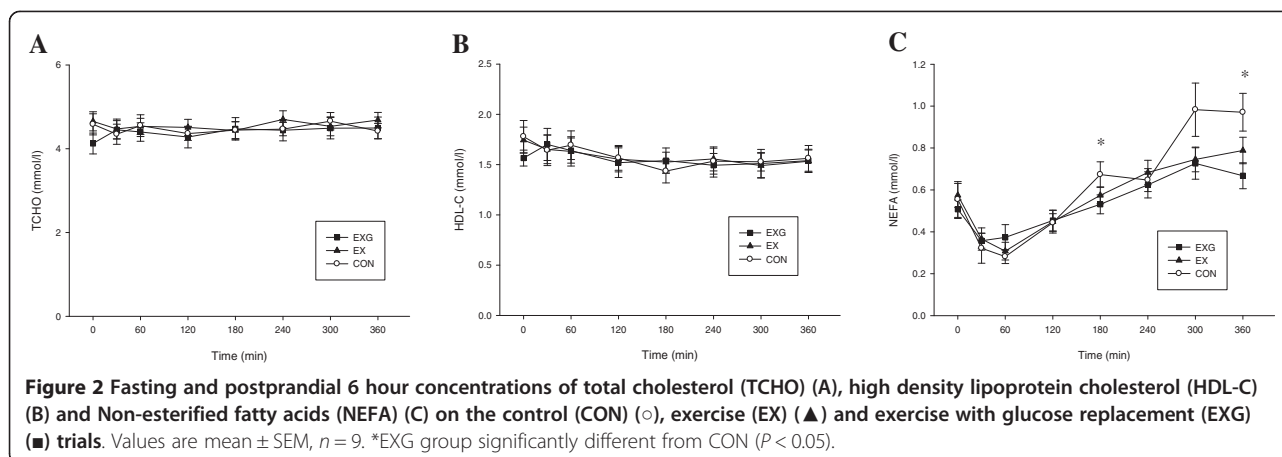 A
TCHO (mmol/l)
6
4
2
0
EXG
EX
CON
0 60 120 180 240 300 360
Time (min)
B
HDL-C (mmol/l)
2.5
2.0
1.5
1.0
0.5
0.0
EXG
EX
CON
0 60 120 180 240 300 360
Time (min)
C
NEFA (mmol/l)
1.2
1.0
0.8
0.6
0.4
0.2
0.0
*
*
EXG
EX
CON
0 60 120 180 240 300 360
Time (min)
Figure 2 Fasting and postprandial 6 hour concentrations of total cholesterol (TCHO) (A), high density lipoprotein cholesterol (HDL-C)
(B) and Non-esterified fatty acids (NEFA) (C) on the control (CON) (○), exercise (EX) (▲) and exercise with glucose replacement (EXG)
(■) trials. Values are mean ± SEM, n = 9. *EXG group significantly different from CON (P < 0.05).